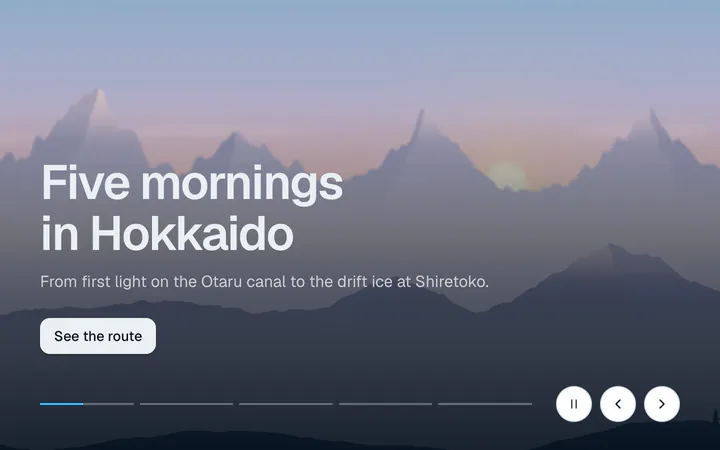 Five mornings
in Hokkaido
From first light on the Otaru canal to the drift ice at Shiretoko.
See the route